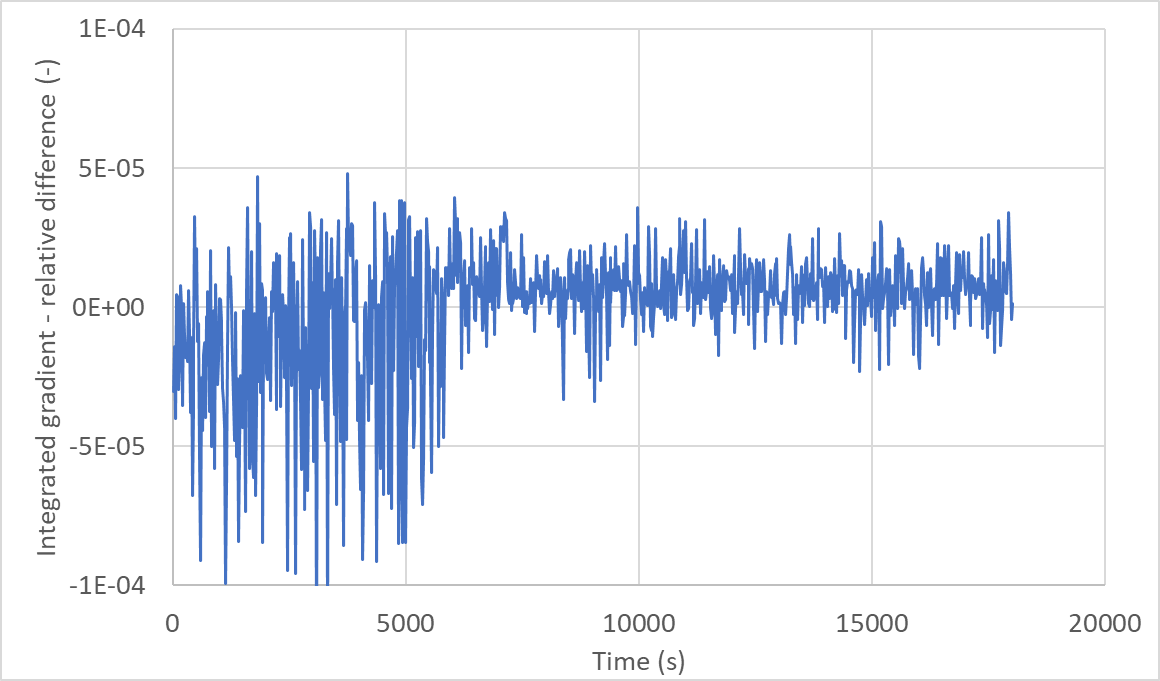 Integrated gradient - relative difference (-)
1E-04
5E-05
0E+00
-5E-05
-1E-04
0 5000 10000 15000 20000
Time (s)